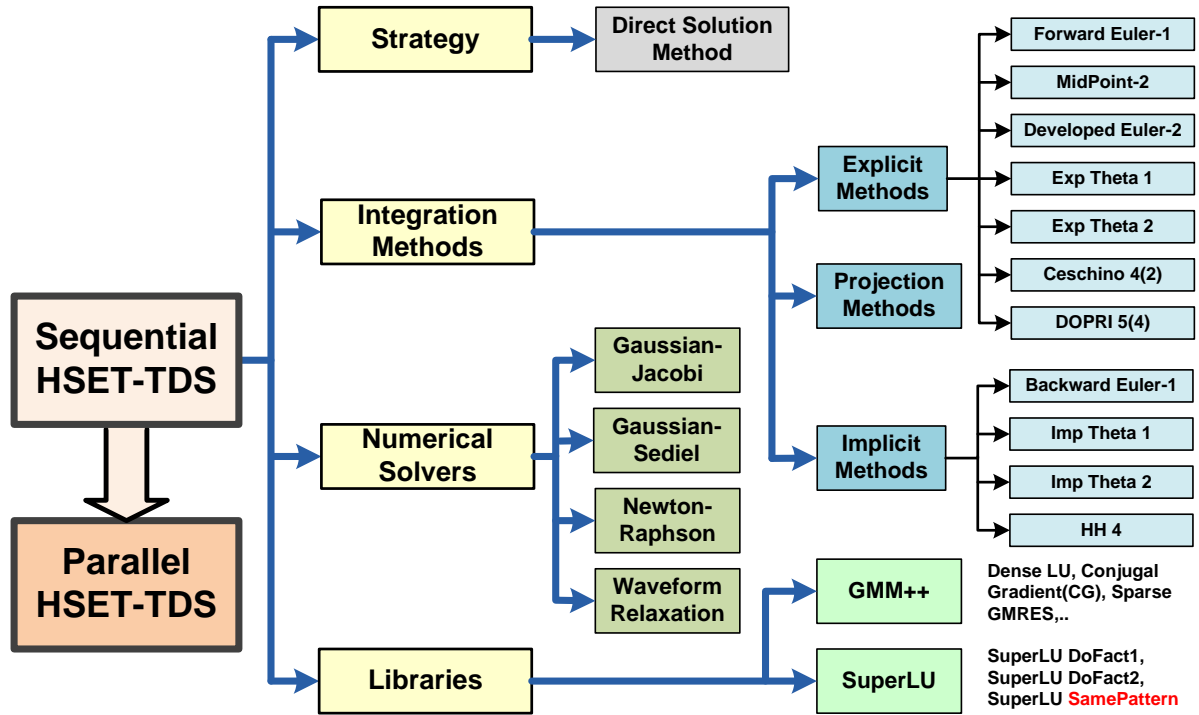 Sequential
HSET-TDS
Parallel
HSET-TDS
Strategy
Direct Solution
Method
Integration
Methods
Explicit
Methods
Forward Euler-1
MidPoint-2
Developed Euler-2
Exp Theta 1
Exp Theta 2
Ceschino 4(2)
DOPRI 5(4)
Projection
Methods
Implicit
Methods
Backward Euler-1
Imp Theta 1
Imp Theta 2
HH 4
Numerical
Solvers
Gaussian-
Jacobi
Gaussian-
Sediel
Newton-
Raphson
Waveform
Relaxation
Libraries
GMM++
Dense LU, Conjugal
Gradient(CG), Sparse
GMRES,..
SuperLU
SuperLU DoFact1,
SuperLU DoFact2,
SuperLU SamePattern